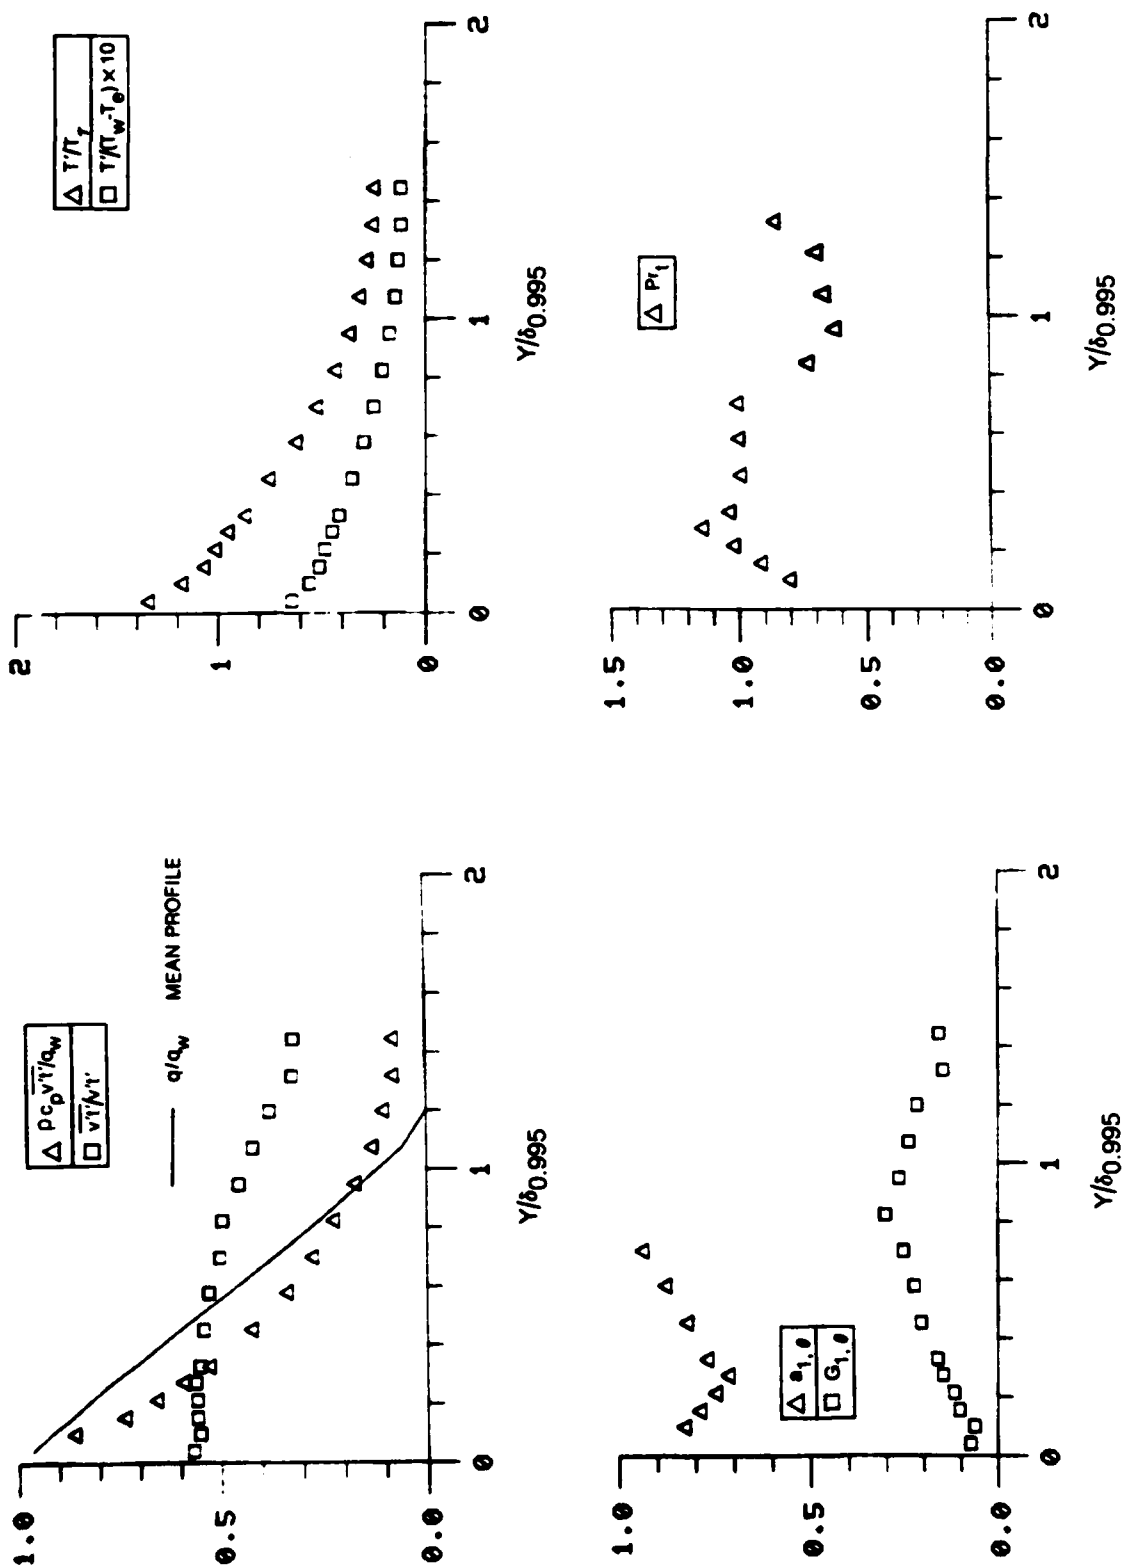 △ ρcₚv't'/q_w
□ v't'/v't'
q/q_w MEAN PROFILE
1.0
0.5
0.0
0
1
2
Y/δ0.995
△ T'/T_τ
□ T'/(T_w-T_e) × 10
2
1
0
0
1
2
Y/δ0.995
△ a₁,θ
□ G₁,θ
1.0
0.5
0.0
0
1
2
Y/δ0.995
△ Pr_t
1.5
1.0
0.5
0.0
0
1
2
Y/δ0.995